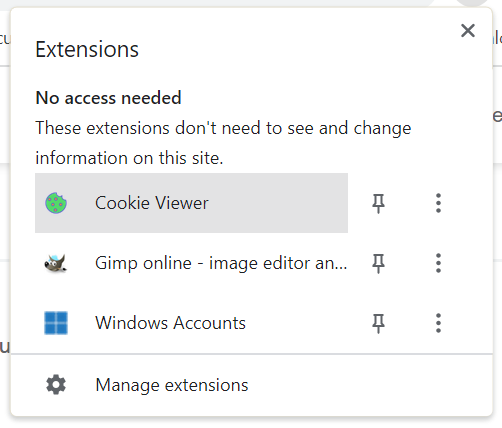 Extensions
No access needed
These extensions don't need to see and change
information on this site.
Cookie Viewer
Gimp online - image editor an...
Windows Accounts
Manage extensions